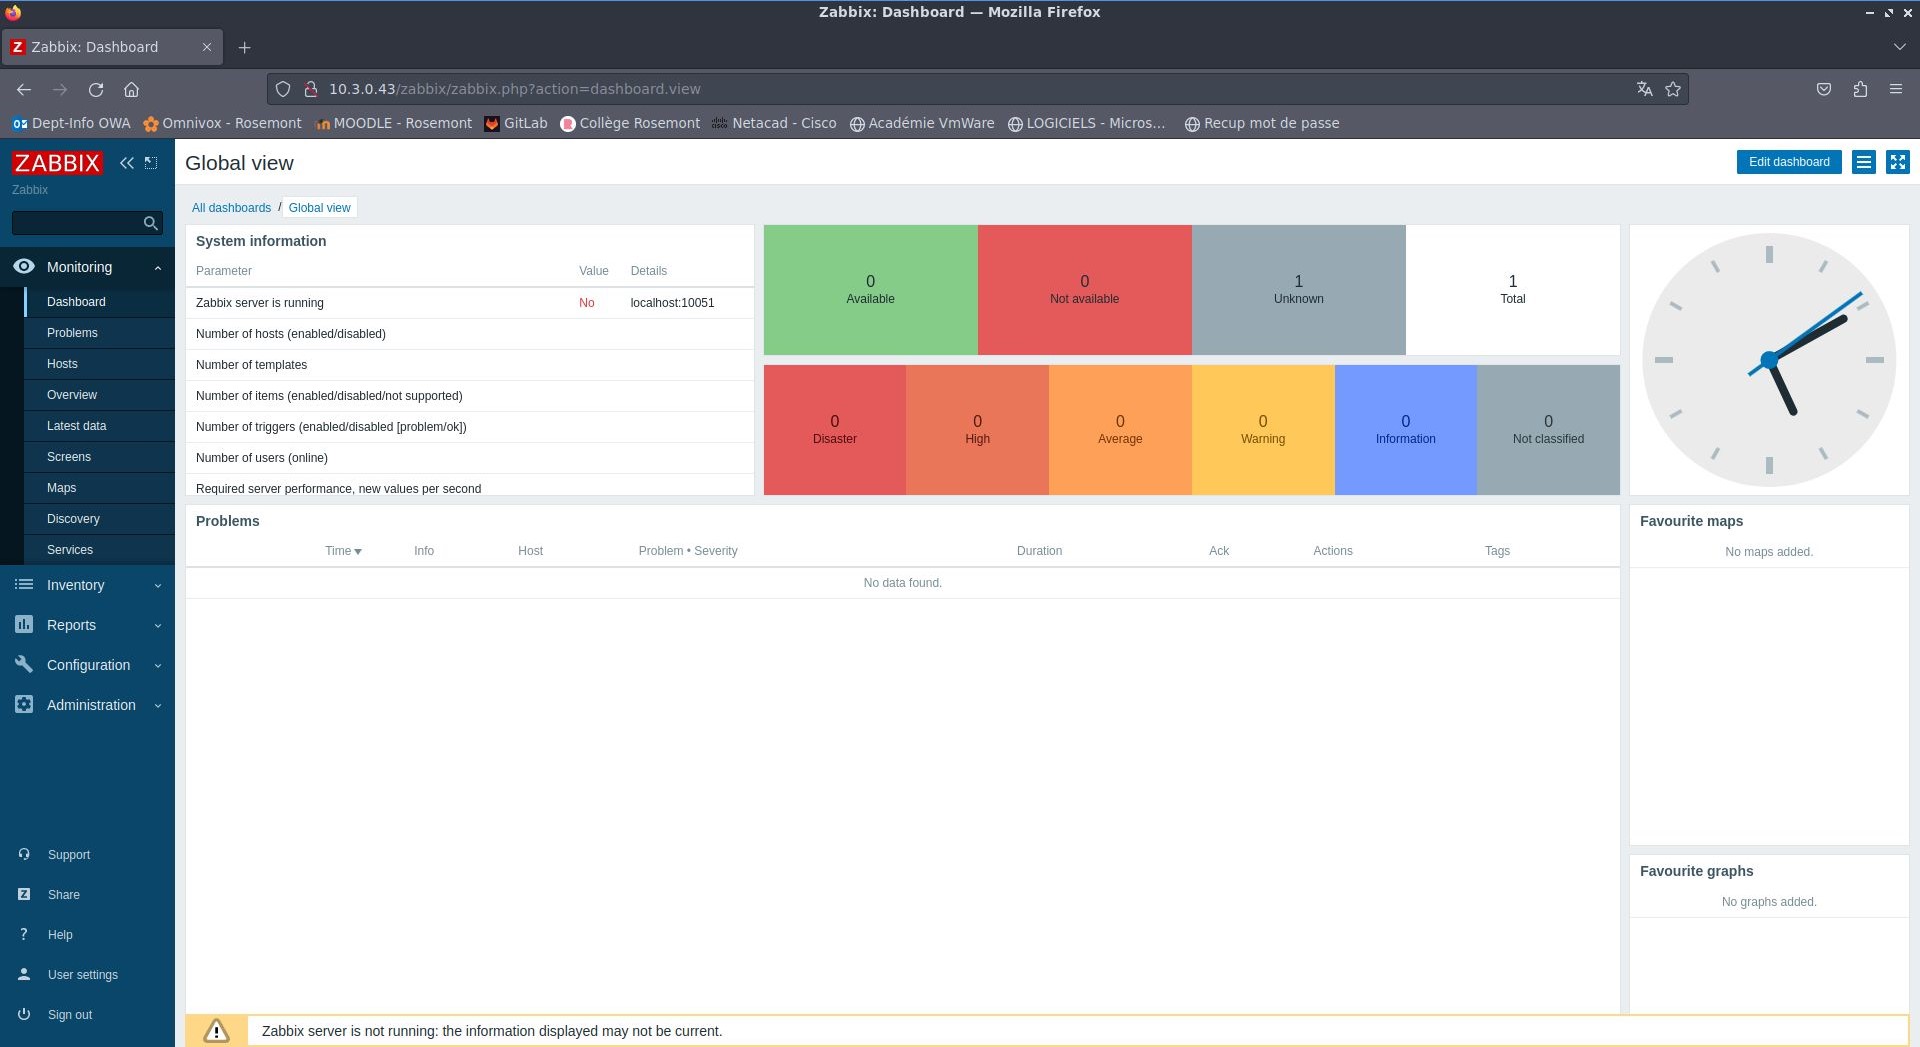 Zabbix: Dashboard — Mozilla Firefox
Z Zabbix: Dashboard
10.3.0.43/zabbix/zabbix.php?action=dashboard.view
Dept-Info OWA Omnivox - Rosemont MOODLE - Rosemont GitLab Collège Rosemont Netacad - Cisco Académie VmWare LOGICIELS - Micros... Recup mot de passe
ZABBIX
Zabbix
Monitoring
Dashboard
Problems
Hosts
Overview
Latest data
Screens
Maps
Discovery
Services
Inventory
Reports
Configuration
Administration
Support
Z Share
? Help
User settings
Sign out
Global view
Edit dashboard
All dashboards / Global view
System information
Parameter Value Details
Zabbix server is running No localhost:10051
Number of hosts (enabled/disabled)
Number of templates
Number of items (enabled/disabled/not supported)
Number of triggers (enabled/disabled [problem/ok])
Number of users (online)
Required server performance, new values per second
0 0 1 1
Available Not available Unknown Total
0 0 0 0 0 0
Disaster High Average Warning Information Not classified
Problems
Time Info Host Problem • Severity Duration Ack Actions Tags
No data found.
Favourite maps
No maps added.
Favourite graphs
No graphs added.
Zabbix server is not running: the information displayed may not be current.